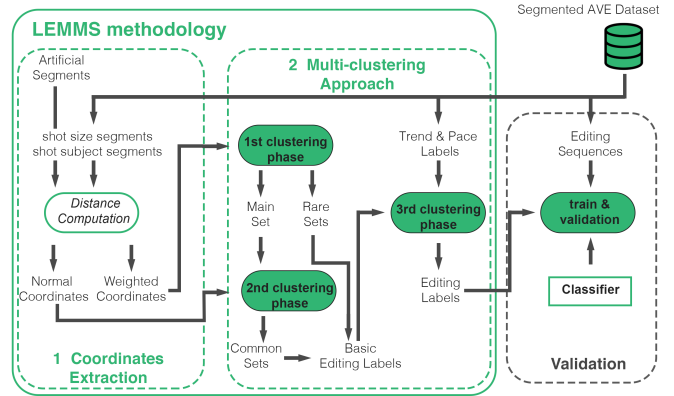 Segmented AVE Dataset
LEMMS methodology
Artificial
Segments
2 Multi-clustering
Approach
shot size segments
shot subject segments
1st clustering
phase
Trend & Pace
Labels
Editing
Sequences
Distance
Computation
Main
Set
Rare
Sets
3rd clustering
phase
train &
validation
Normal
Coordinates
Weighted
Coordinates
2nd clustering
phase
Editing
Labels
Classifier
Common
Sets
Basic
Editing Labels
1 Coordinates
Extraction
Validation